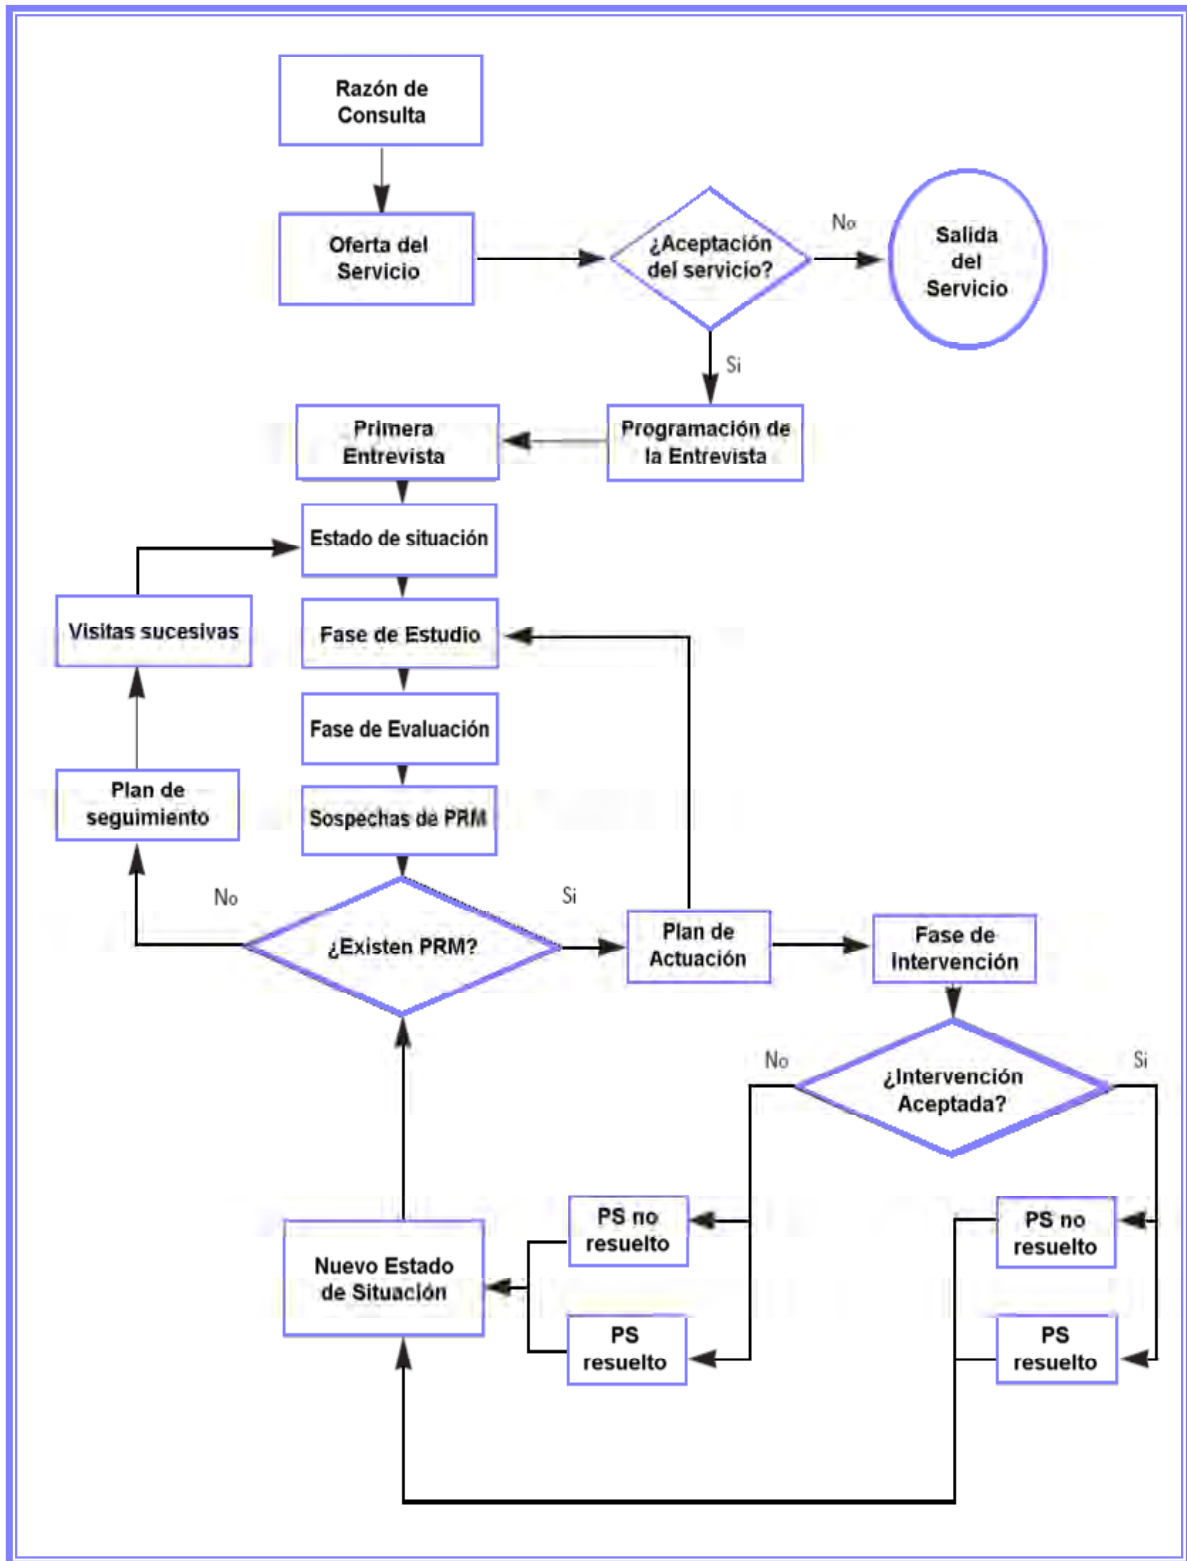 Razón de
Consulta
Oferta del
Servicio
¿Aceptación
del servicio?
No
Salida
del
Servicio
Si
Primera
Entrevista
Programación de
la Entrevista
Estado de situación
Visitas sucesivas
Fase de Estudio
Fase de Evaluación
Plan de
seguimiento
Sospechas de PRM
No
¿Existen PRM?
Si
Plan de
Actuación
Fase de
Intervención
No
¿Intervención
Aceptada?
Si
Nuevo Estado
de Situación
PS no
resuelto
PS
resuelto
PS no
resuelto
PS
resuelto